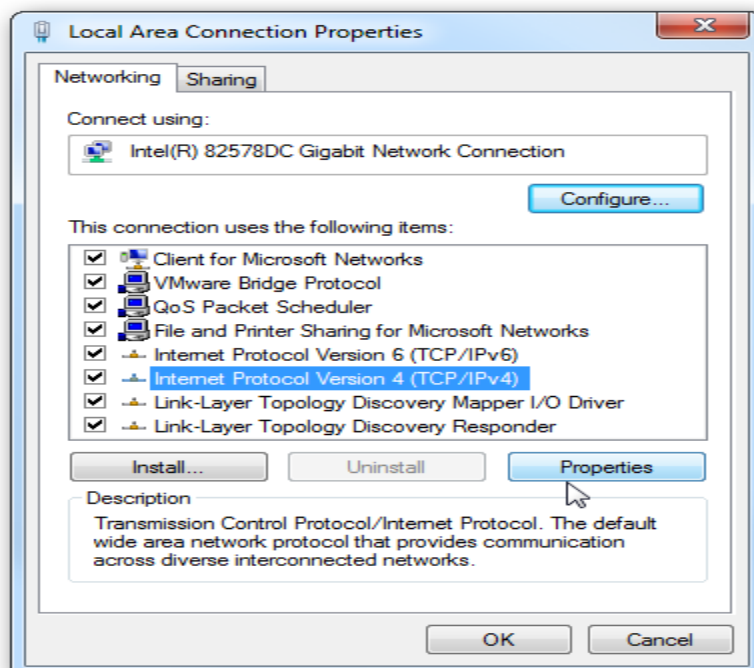 Local Area Connection Properties
Networking
Sharing
Connect using:
Intel(R) 82578DC Gigabit Network Connection
Configure...
This connection uses the following items:
Client for Microsoft Networks
VMware Bridge Protocol
QoS Packet Scheduler
File and Printer Sharing for Microsoft Networks
Internet Protocol Version 6 (TCP/IPv6)
Internet Protocol Version 4 (TCP/IPv4)
Link-Layer Topology Discovery Mapper I/O Driver
Link-Layer Topology Discovery Responder
Install...
Uninstall
Properties
Description
Transmission Control Protocol/Internet Protocol. The default
wide area network protocol that provides communication
across diverse interconnected networks.
OK
Cancel